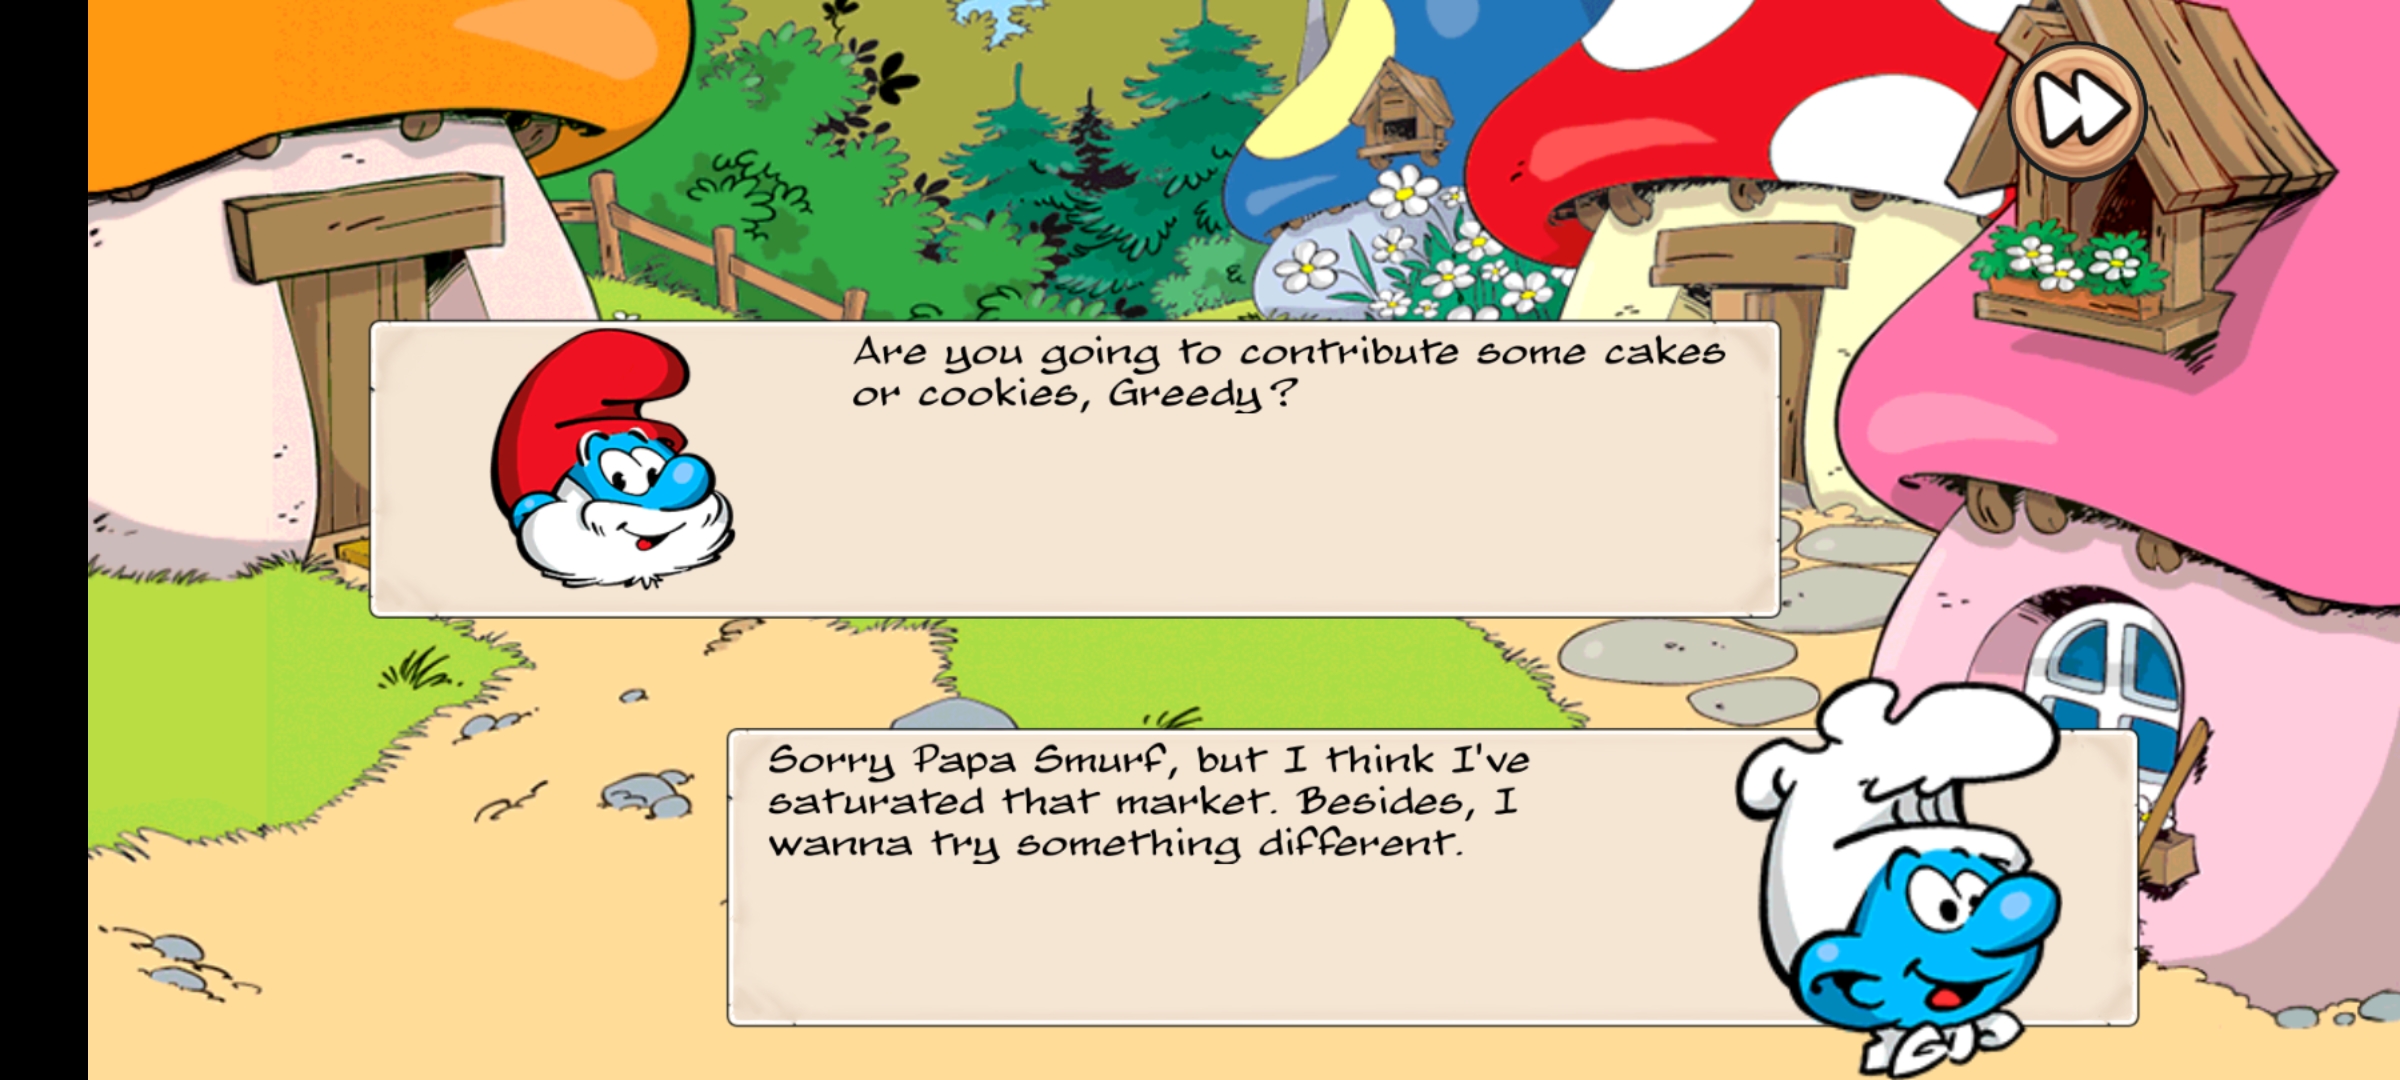 Are you going to contribute some cakes
or cookies, Greedy?
Sorry Papa Smurf, but I think I've
saturated that market. Besides, I
wanna try something different.